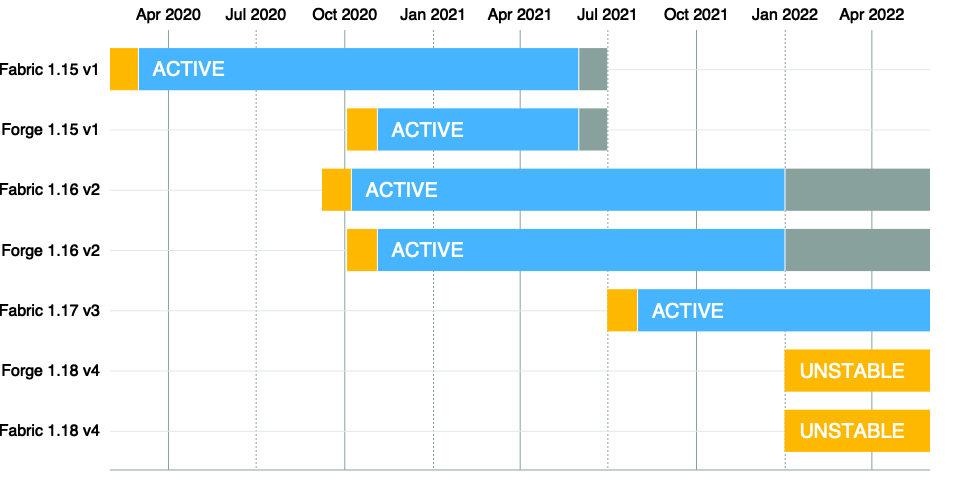 Apr 2020 Jul 2020 Oct 2020 Jan 2021 Apr 2021 Jul 2021 Oct 2021 Jan 2022 Apr 2022
Fabric 1.15 v1 ACTIVE
Forge 1.15 v1 ACTIVE
Fabric 1.16 v2 ACTIVE
Forge 1.16 v2 ACTIVE
Fabric 1.17 v3 ACTIVE
Forge 1.18 v4 UNSTABLE
Fabric 1.18 v4 UNSTABLE